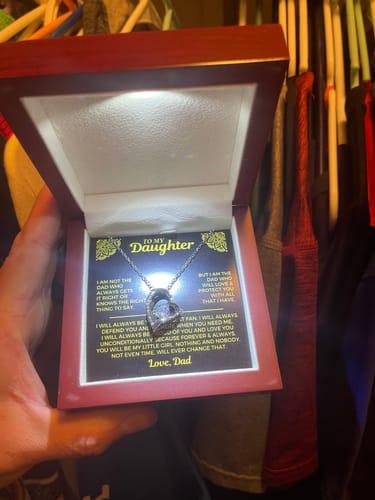 TO MY
Daughter
I AM NOT THE
DAD WHO
ALWAYS GETS
IT RIGHT OR
KNOWS THE RIGHT
THING TO SAY.
BUT I AM THE
DAD WHO
WILL LOVE &
PROTECT YOU
WITH ALL
THAT I HAVE.
I WILL ALWAYS BE FAN. I WILL ALWAYS
DEFEND YOU AND WHEN YOU NEED ME.
I WILL ALWAYS BE OF YOU AND LOVE YOU
UNCONDITIONALLY BECAUSE FOREVER & ALWAYS,
YOU WILL BE MY LITTLE GIRL. NOTHING AND NOBODY,
NOT EVEN TIME, WILL EVER CHANGE THAT.
Love, Dad